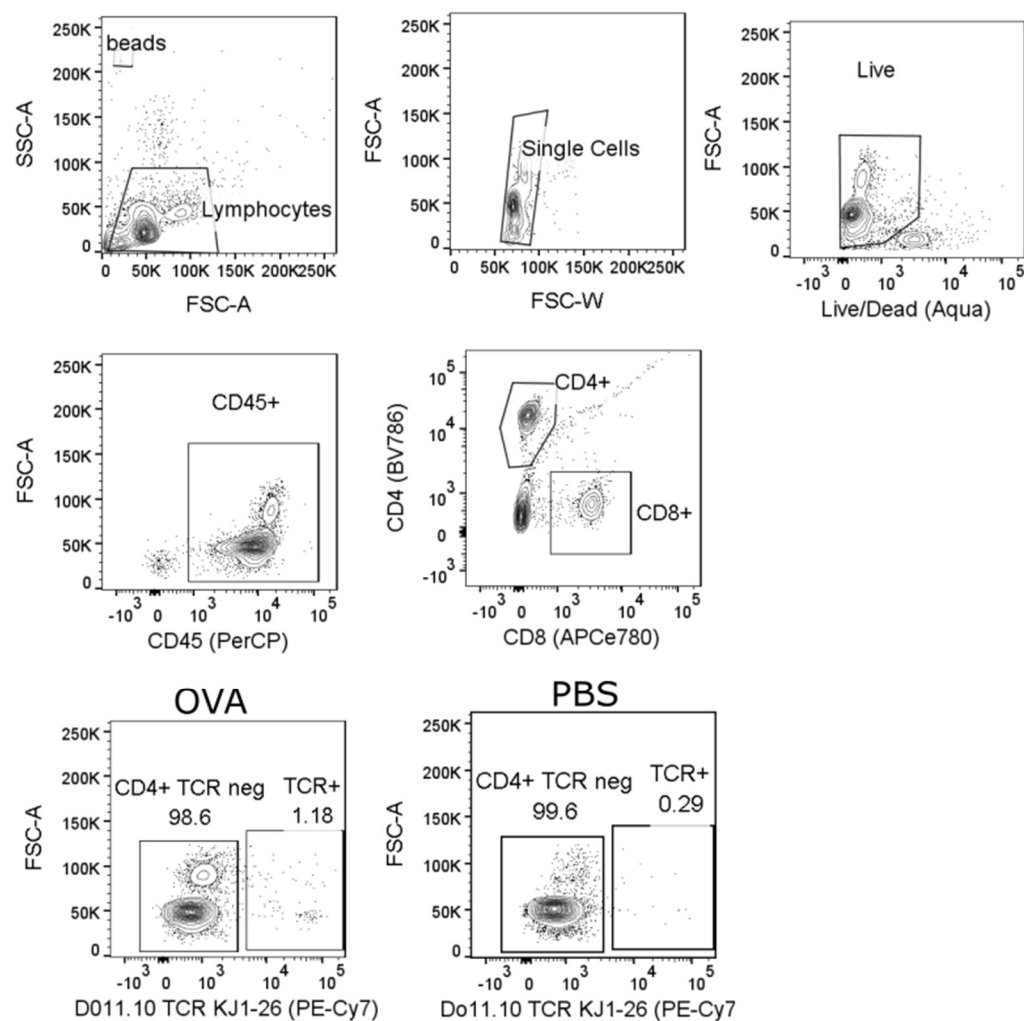 250K
beads
200K
150K
100K
50K
0
Lymphocytes
SSC-A
0 50K 100K 150K 200K250K
FSC-A
250K
200K
150K
100K
50K
0
Single Cells
FSC-A
0 50K 100K 150K 200K 250K
FSC-W
250K
200K
150K
100K
50K
0
Live
FSC-A
-10³ 0 10³ 10⁴ 10⁵
Live/Dead (Aqua)
250K
200K
150K
100K
50K
0
CD45+
FSC-A
-10³ 0 10³ 10⁴ 10⁵
CD45 (PerCP)
10⁵
10⁴
10³
0
-10³
CD4+
CD8+
CD4 (BV786)
-10³ 0 10³ 10⁴ 10⁵
CD8 (APCe780)
OVA
250K
200K
150K
100K
50K
0
CD4+ TCR neg
98.6
TCR+
1.18
FSC-A
-10³ 0 10³ 10⁴ 10⁵
D011.10 TCR KJ1-26 (PE-Cy7)
PBS
250K
200K
150K
100K
50K
0
CD4+ TCR neg
99.6
TCR+
0.29
FSC-A
-10³ 0 10³ 10⁴ 10⁵
Do11.10 TCR KJ1-26 (PE-Cy7